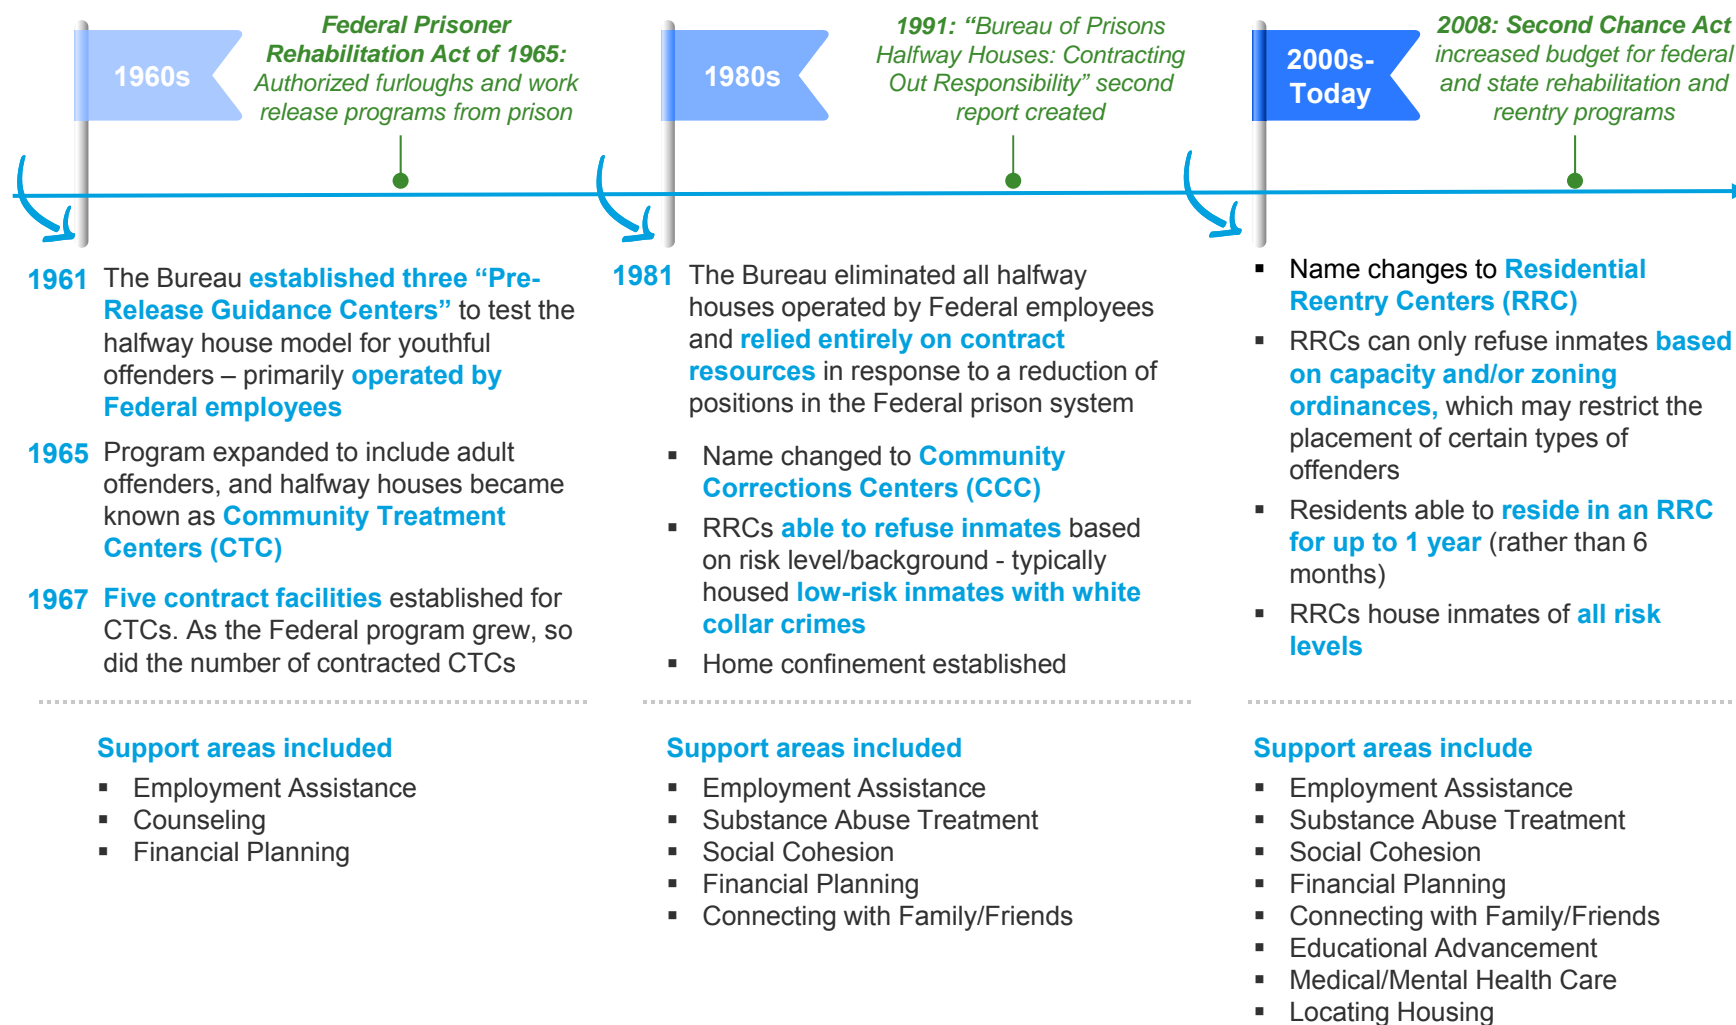 1960s
Federal Prisoner
Rehabilitation Act of 1965:
Authorized furloughs and work
release programs from prison
1980s
1991: “Bureau of Prisons
Halfway Houses: Contracting
Out Responsibility” second
report created
2000s-
Today
2008: Second Chance Act
increased budget for federal
and state rehabilitation and
reentry programs
1961 The Bureau established three “Pre-
Release Guidance Centers” to test the
halfway house model for youthful
offenders – primarily operated by
Federal employees
1965 Program expanded to include adult
offenders, and halfway houses became
known as Community Treatment
Centers (CTC)
1967 Five contract facilities established for
CTCs. As the Federal program grew, so
did the number of contracted CTCs
Support areas included
▪ Employment Assistance
▪ Counseling
▪ Financial Planning
1981 The Bureau eliminated all halfway
houses operated by Federal employees
and relied entirely on contract
resources in response to a reduction of
positions in the Federal prison system
▪ Name changed to Community
Corrections Centers (CCC)
▪ RRCs able to refuse inmates based
on risk level/background - typically
housed low-risk inmates with white
collar crimes
▪ Home confinement established
Support areas included
▪ Employment Assistance
▪ Substance Abuse Treatment
▪ Social Cohesion
▪ Financial Planning
▪ Connecting with Family/Friends
▪ Name changes to Residential
Reentry Centers (RRC)
▪ RRCs can only refuse inmates based
on capacity and/or zoning
ordinances, which may restrict the
placement of certain types of
offenders
▪ Residents able to reside in an RRC
for up to 1 year (rather than 6
months)
▪ RRCs house inmates of all risk
levels
Support areas include
▪ Employment Assistance
▪ Substance Abuse Treatment
▪ Social Cohesion
▪ Financial Planning
▪ Connecting with Family/Friends
▪ Educational Advancement
▪ Medical/Mental Health Care
▪ Locating Housing